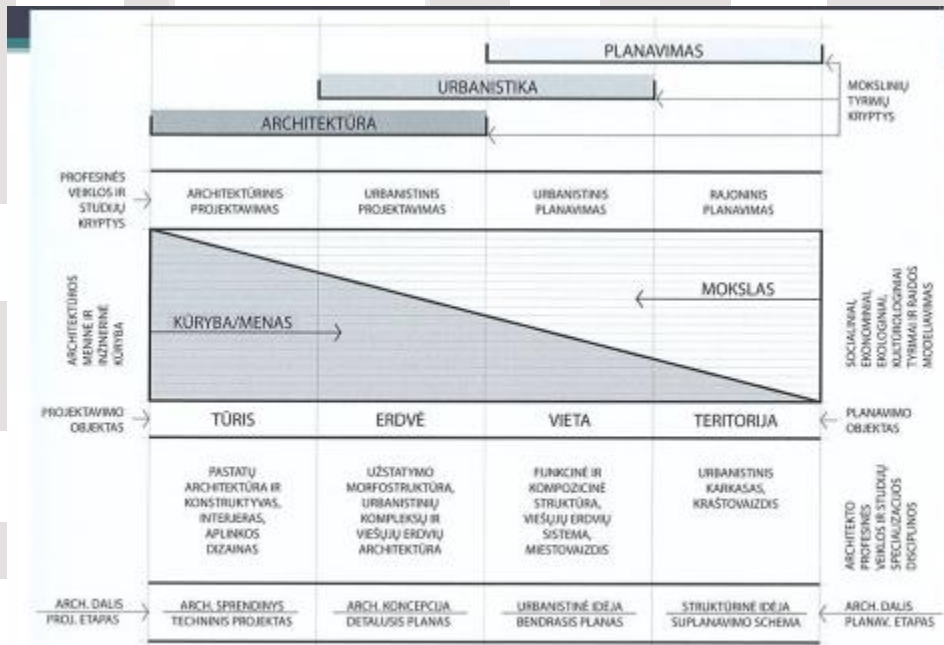 PLANAVIMAS
URBANISTIKA
ARCHITEKTŪRA
MOKSLINIŲ
TYRIMŲ
KRYPTYS
PROFESINĖS
VEIKLOS IR
STUDIJŲ
KRYPTYS
ARCHITEKTŪRINIS
PROJEKTAVIMAS
URBANISTINIS
PROJEKTAVIMAS
URBANISTINIS
PLANAVIMAS
RAJONINIS
PLANAVIMAS
ARCHITEKTŪROS
MENINĖ IR
INŽINERINĖ
KŪRYBA
KŪRYBA/MENAS
MOKSLAS
SOCIALINIAI,
EKONOMINIAI,
EKOLOGINIAI,
KULTŪROLOGINIAI
TYRIMAI IR RAIDOS
MODELIAVIMAS
PROJEKTAVIMO
OBJEKTAS
TŪRIS
ERDVĖ
VIETA
TERITORIJA
PLANAVIMO
OBJEKTAS
PASTATŲ
ARCHITEKTŪRA IR
KONSTRUKTYVAS,
INTERJERAS,
APLINKOS
DIZAINAS
UŽSTATYMO
MORFOSTRUKTŪRA,
URBANISTINIŲ
KOMPLEKSŲ IR
VIEŠŲJŲ ERDVIŲ
ARCHITEKTŪRA
FUNKCINĖ IR
KOMPOZICINĖ
STRUKTŪRA,
VIEŠŲJŲ ERDVIŲ
SISTEMA,
MIESTOVAIZDIS
URBANISTINIS
KARKASAS,
KRAŠTOVAIZDIS
ARCHITEKTO
PROFESINĖS
VEIKLOS IR STUDIJŲ
SPECIALIZACIJOS
DISCIPLINOS
ARCH. DALIS
PROJ. ETAPAS
ARCH. SPRENDINYS
TECHNINIS PROJEKTAS
ARCH. KONCEPCIJA
DETALUSIS PLANAS
URBANISTINĖ IDĖJA
BENDRASIS PLANAS
STRUKTŪRINĖ IDĖJA
SUPLANAVIMO SCHEMA
ARCH. DALIS
PLANAV. ETAPAS